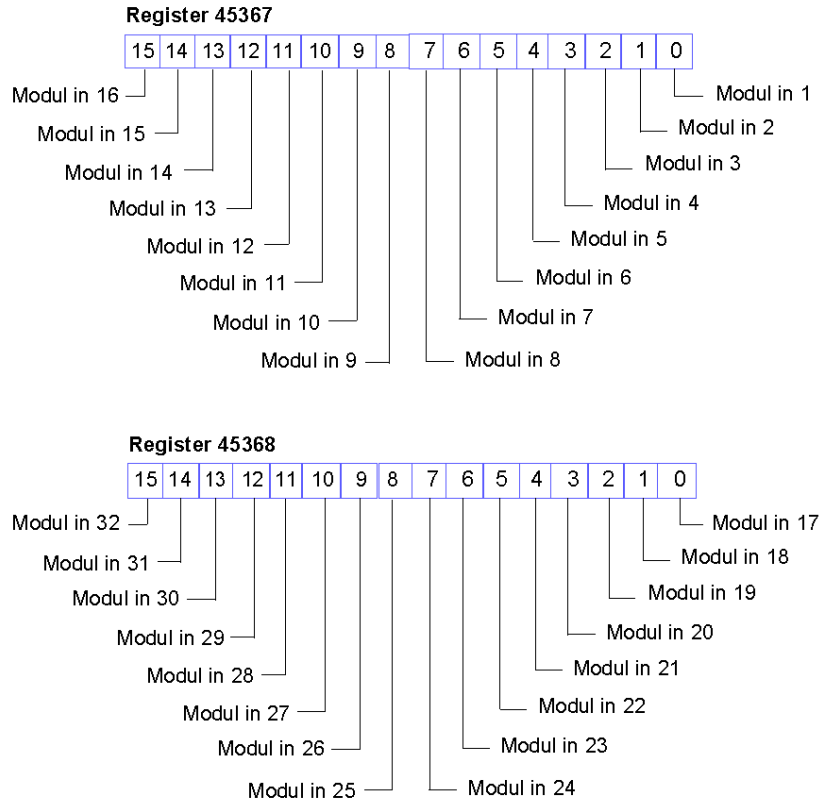 Register 45367
15 14 13 12 11 10 9 8 7 6 5 4 3 2 1 0
Modul in 16
Modul in 1
Modul in 15
Modul in 2
Modul in 14
Modul in 3
Modul in 13
Modul in 4
Modul in 12
Modul in 5
Modul in 11
Modul in 6
Modul in 10
Modul in 7
Modul in 9
Modul in 8
Register 45368
15 14 13 12 11 10 9 8 7 6 5 4 3 2 1 0
Modul in 32
Modul in 17
Modul in 31
Modul in 18
Modul in 30
Modul in 19
Modul in 29
Modul in 20
Modul in 28
Modul in 21
Modul in 27
Modul in 22
Modul in 26
Modul in 23
Modul in 25
Modul in 24